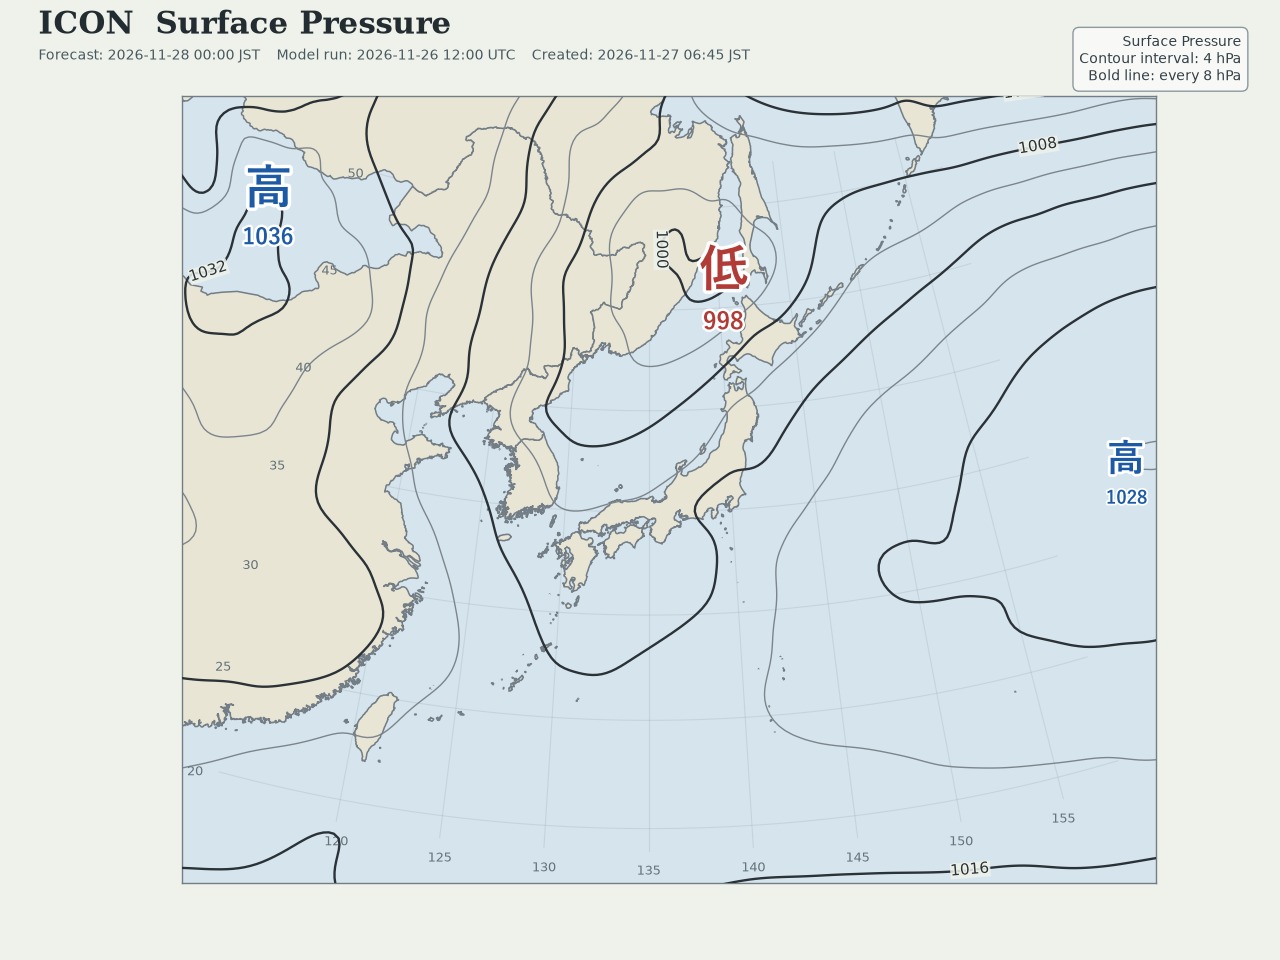 ICON  Surface Pressure
Forecast: 2026-11-28 00:00 JST    Model run: 2026-11-26 12:00 UTC    Created: 2026-11-27 06:45 JST
Surface Pressure
Contour interval: 4 hPa
Bold line: every 8 hPa
1008
50
高
1036
1000
1032
45
低
998
40
高
1028
35
30
25
20
155
120
150
125
145
130
140
135
1016